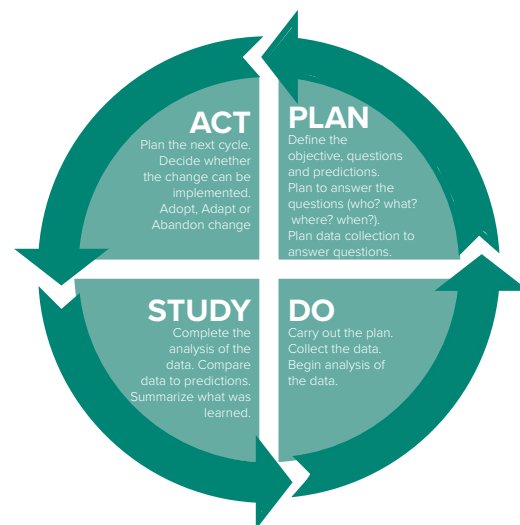 ACT
Plan the next cycle.
Decide whether
the change can be
implemented.
Adopt, Adapt or
Abandon change
PLAN
Define the
objective, questions
and predictions.
Plan to answer the
questions (who? what?
where? when?).
Plan data collection to
answer questions.
STUDY
Complete the
analysis of the
data. Compare
data to predictions.
Summarize what was
learned.
DO
Carry out the plan.
Collect the data.
Begin analysis of
the data.